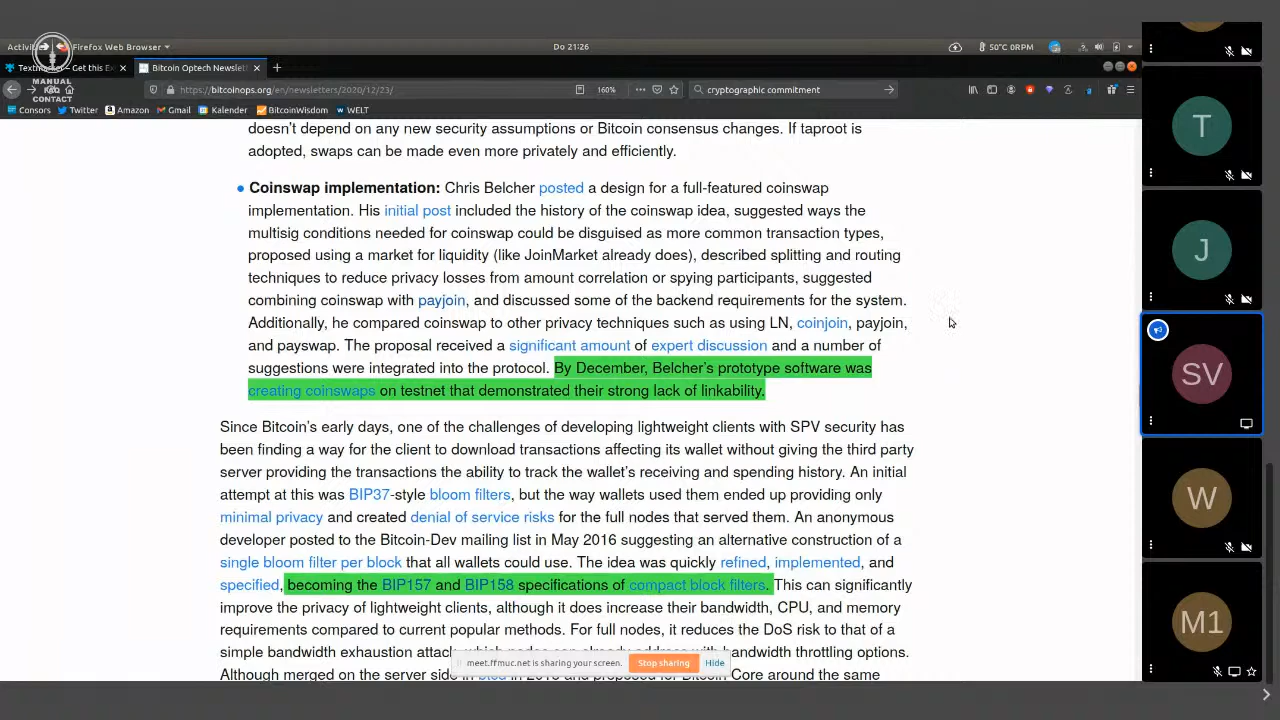 Activities
Firefox Web Browser
Do 21:26
50°C 0RPM
MANUAL
FAQ
CONTACT
Bitcoin Optech Newslett
https://bitcoinops.org/en/newsletters/2020/12/23/
160%
cryptographic commitment
Consors
Twitter
Amazon
Gmail
Kalender
BitcoinWisdom
WELT
doesn't depend on any new security assumptions or Bitcoin consensus changes. If taproot is
adopted, swaps can be made even more privately and efficiently.
Coinswap implementation: Chris Belcher posted a design for a full-featured coinswap
implementation. His initial post included the history of the coinswap idea, suggested ways the
multisig conditions needed for coinswap could be disguised as more common transaction types,
proposed using a market for liquidity (like JoinMarket already does), described splitting and routing
techniques to reduce privacy losses from amount correlation or spying participants, suggested
combining coinswap with payjoin, and discussed some of the backend requirements for the system.
Additionally, he compared coinswap to other privacy techniques such as using LN, coinjoin, payjoin,
and payswap. The proposal received a significant amount of expert discussion and a number of
suggestions were integrated into the protocol. By December, Belcher's prototype software was
creating coinswaps on testnet that demonstrated their strong lack of linkability.
Since Bitcoin's early days, one of the challenges of developing lightweight clients with SPV security has
been finding a way for the client to download transactions affecting its wallet without giving the third party
server providing the transactions the ability to track the wallet's receiving and spending history. An initial
attempt at this was BIP37-style bloom filters, but the way wallets used them ended up providing only
minimal privacy and created denial of service risks for the full nodes that served them. An anonymous
developer posted to the Bitcoin-Dev mailing list in May 2016 suggesting an alternative construction of a
single bloom filter per block that all wallets could use. The idea was quickly refined, implemented, and
specified, becoming the BIP157 and BIP158 specifications of compact block filters. This can significantly
improve the privacy of lightweight clients, although it does increase their bandwidth, CPU, and memory
requirements compared to current popular methods. For full nodes, it reduces the DoS risk to that of a
simple bandwidth exhaustion attack, which nodes can already address with bandwidth throttling options.
Although merged on the server side in btcd in 2018 and proposed for Bitcoin Core around the same
meet.ffmuc.net is sharing your screen.
Stop sharing
Hide
T
J
SV
W
M1